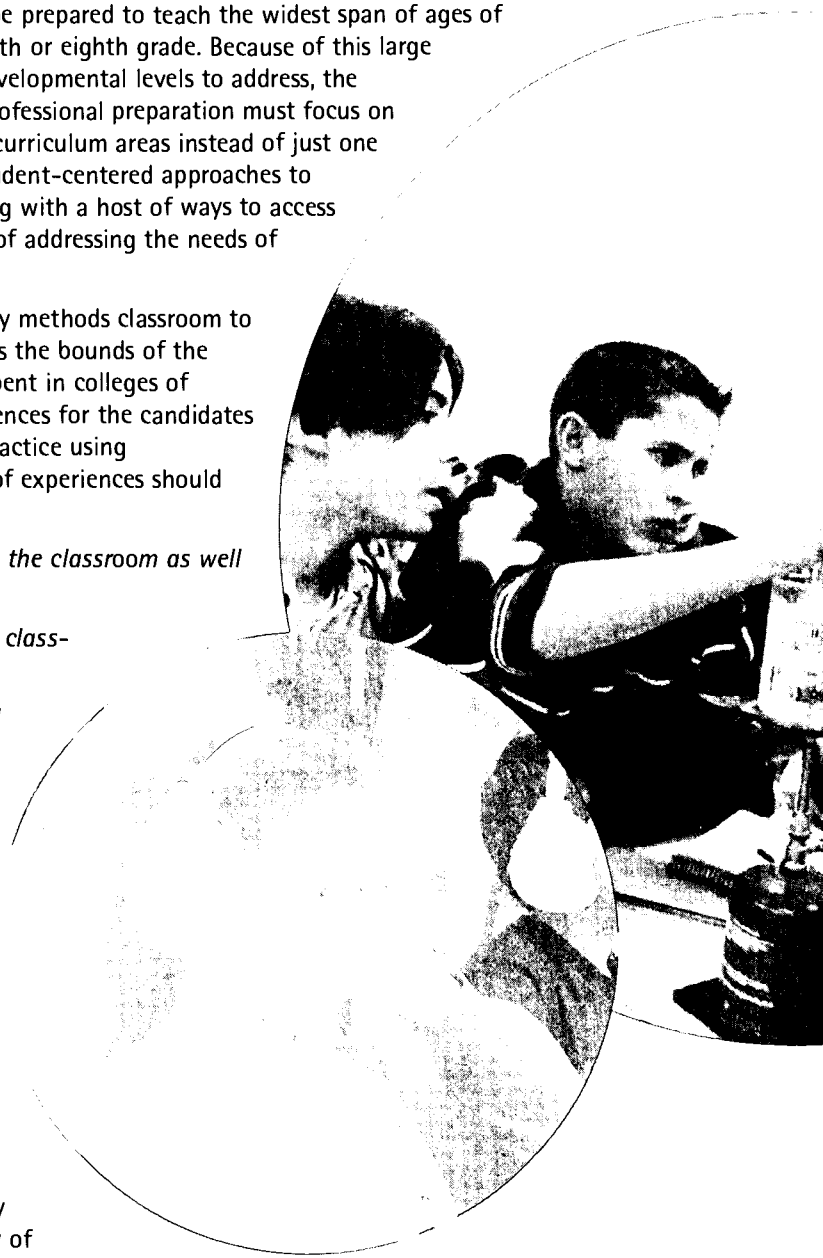 e prepared to teach the widest span of ages of
th or eighth grade. Because of this large
velopmental levels to address, the
ofessional preparation must focus on
curriculum areas instead of just one
dent-centered approaches to
g with a host of ways to access
of addressing the needs of
y methods classroom to
s the bounds of the
ent in colleges of
ences for the candidates
actice using
of experiences should
the classroom as well
class-
y
of